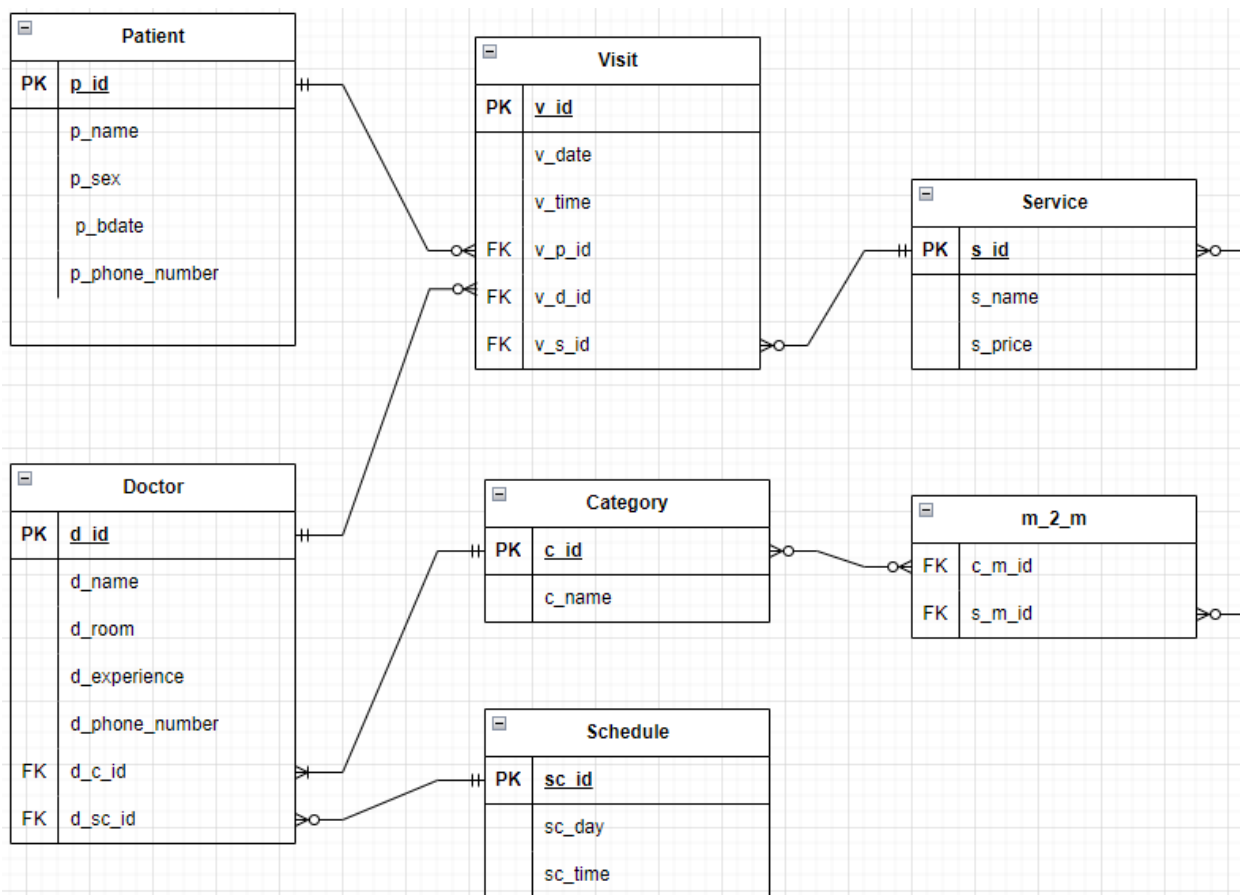 Patient
PK p_id
p_name
p_sex
p_bdate
p_phone_number
Visit
PK v_id
v_date
v_time
FK v_p_id
FK v_d_id
FK v_s_id
Service
PK s_id
s_name
s_price
Doctor
PK d_id
d_name
d_room
d_experience
d_phone_number
FK d_c_id
FK d_sc_id
Category
PK c_id
c_name
m_2_m
FK c_m_id
FK s_m_id
Schedule
PK sc_id
sc_day
sc_time